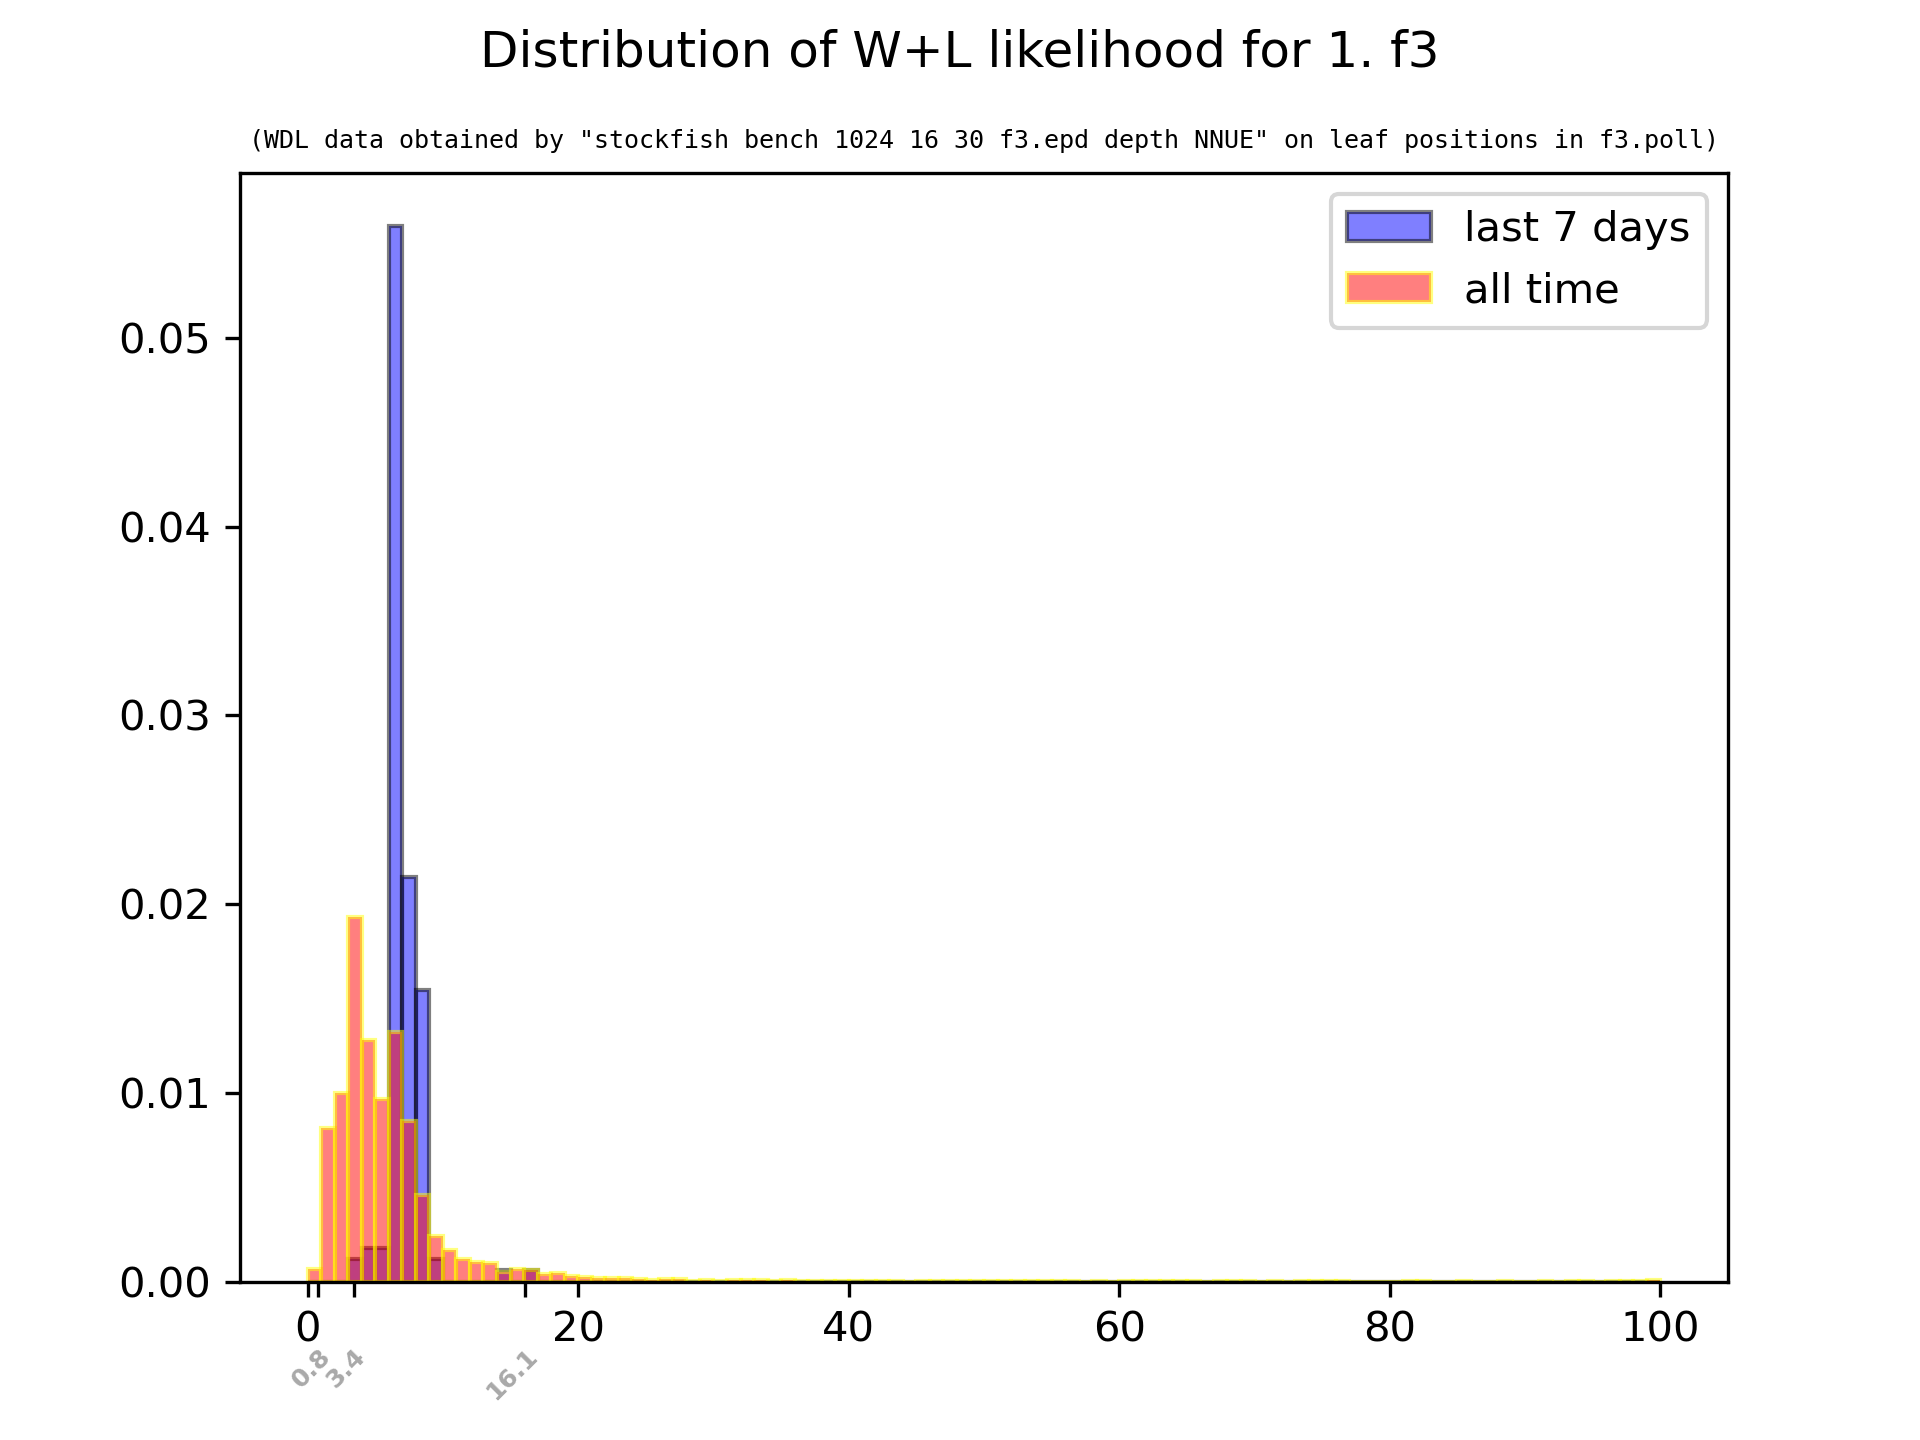 Distribution of W+L likelihood for 1. f3
(WDL data obtained by "stockfish bench 1024 16 30 f3.epd depth NNUE" on leaf positions in f3.poll)
last 7 days
all time
0.05
0.04
0.03
0.02
0.01
0.00
0 20 40 60 80 100
0.8 3.4 16.1